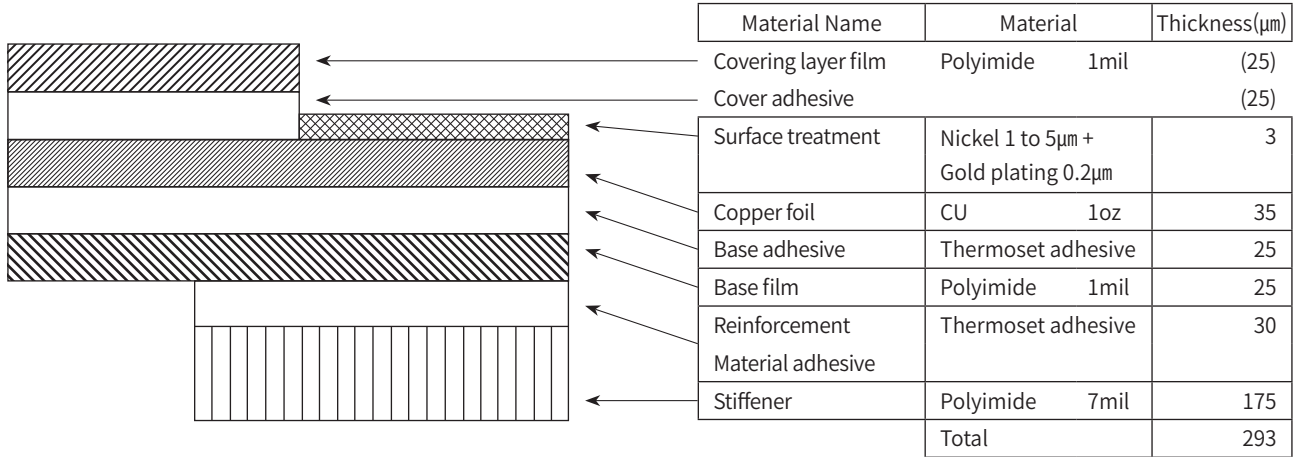 Material Name Material Thickness(㎛)
Covering layer film Polyimide 1mil (25)
Cover adhesive (25)
Surface treatment Nickel 1 to 5㎛ + 3
Gold plating 0.2㎛
Copper foil CU 1oz 35
Base adhesive Thermoset adhesive 25
Base film Polyimide 1mil 25
Reinforcement Thermoset adhesive 30
Material adhesive
Stiffener Polyimide 7mil 175
Total 293